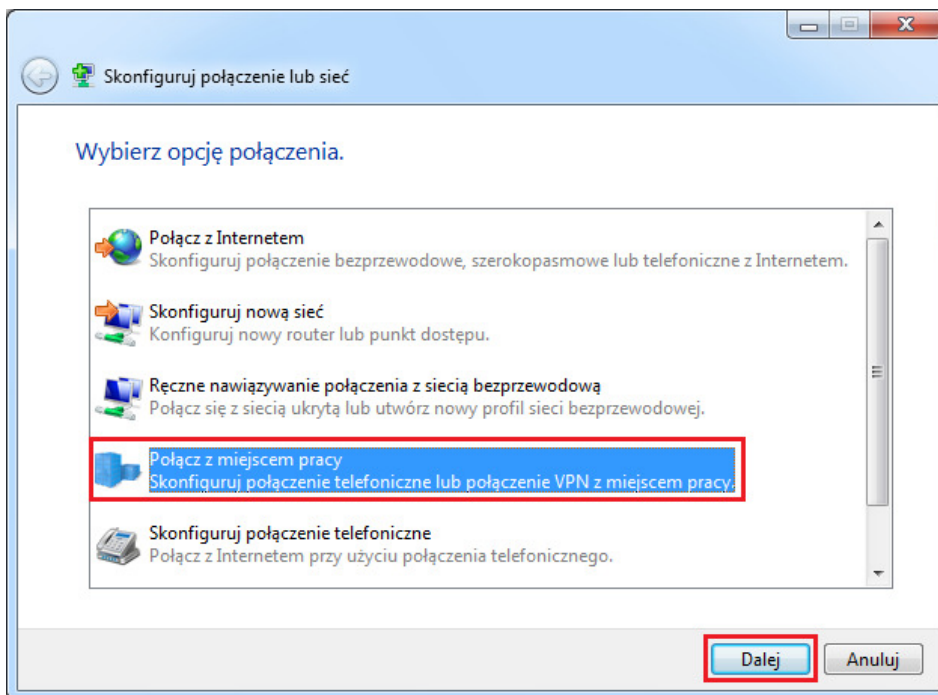 Skonfiguruj połączenie lub sieć
Wybierz opcję połączenia.
Połącz z Internetem
Skonfiguruj połączenie bezprzewodowe, szerokopasmowe lub telefoniczne z Internetem.
Skonfiguruj nową sieć
Konfiguruj nowy router lub punkt dostępu.
Ręczne nawiązywanie połączenia z siecią bezprzewodową
Połącz się z siecią ukrytą lub utwórz nowy profil sieci bezprzewodowej.
Połącz z miejscem pracy
Skonfiguruj połączenie telefoniczne lub połączenie VPN z miejscem pracy.
Skonfiguruj połączenie telefoniczne
Połącz z Internetem przy użyciu połączenia telefonicznego.
Dalej Anuluj